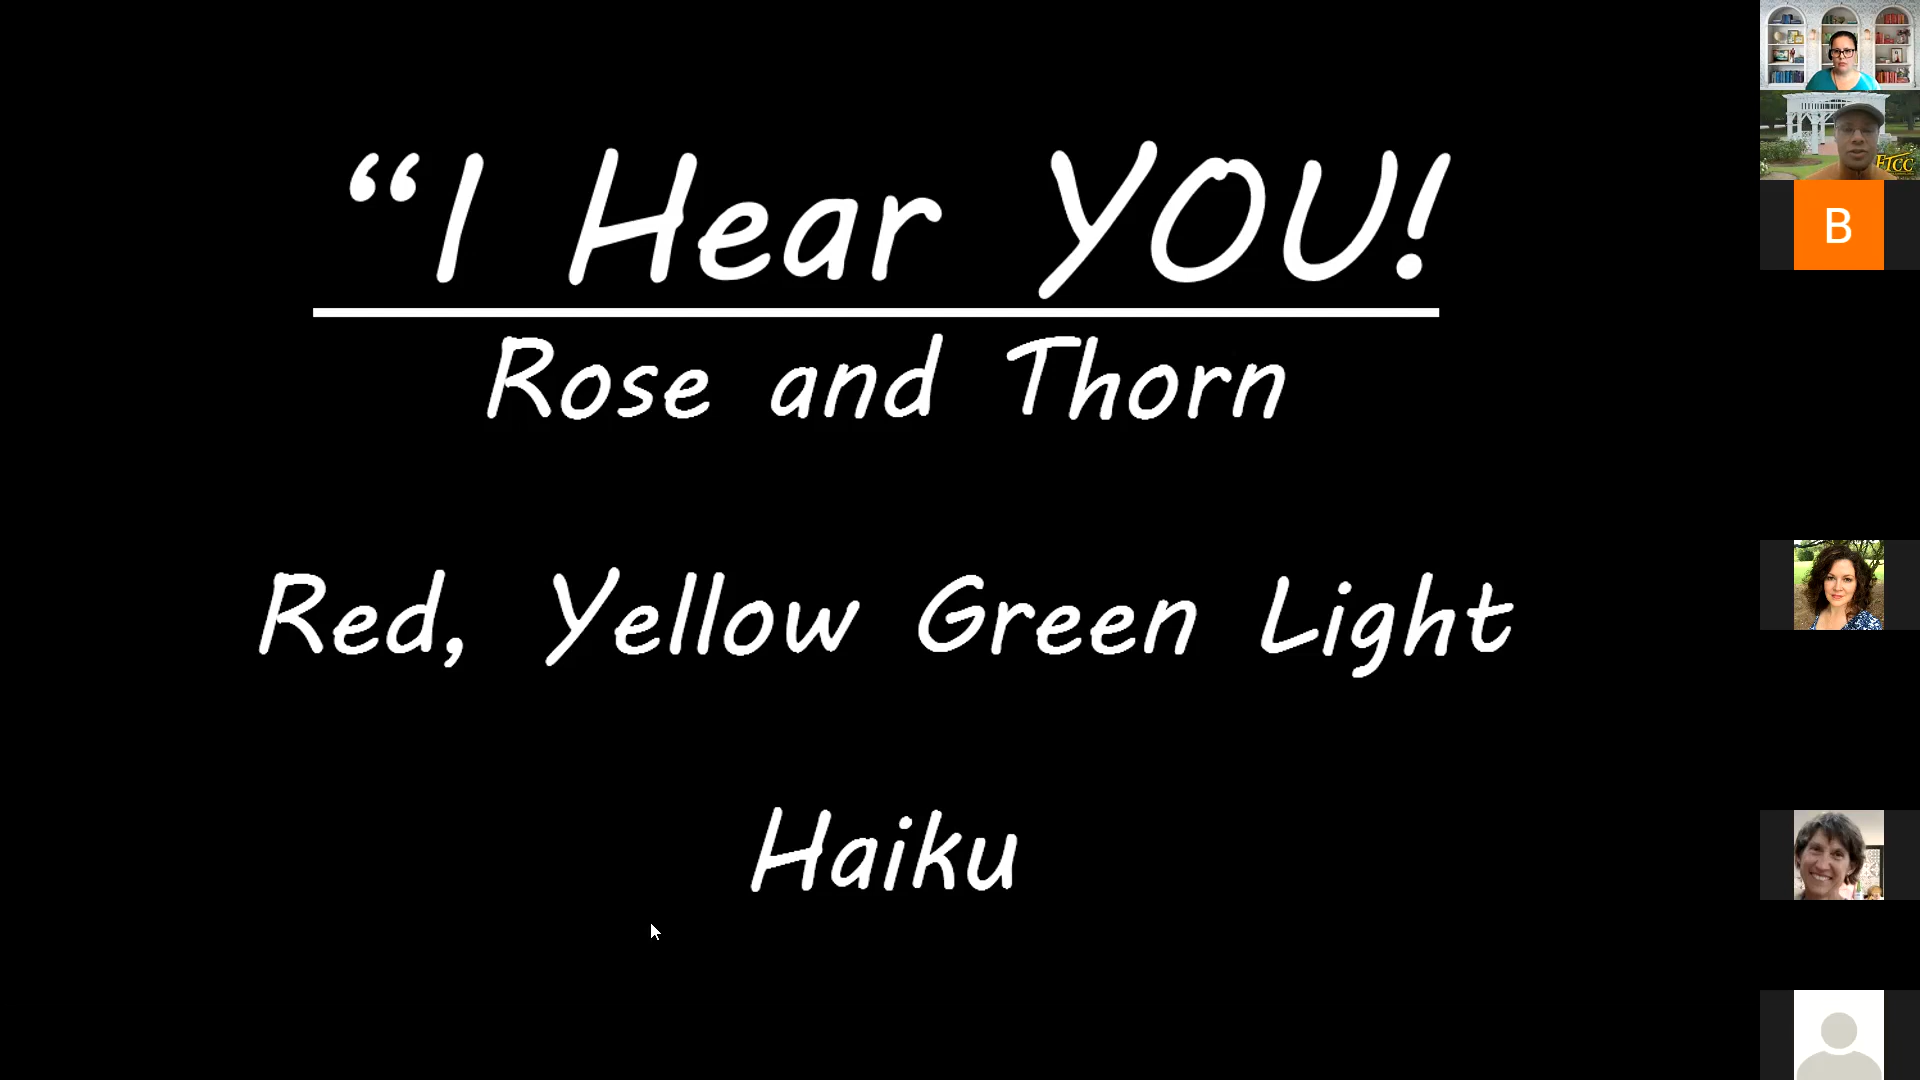 “I Hear YOU!
Rose and Thorn
Red, Yellow Green Light
Haiku
B
FTCC